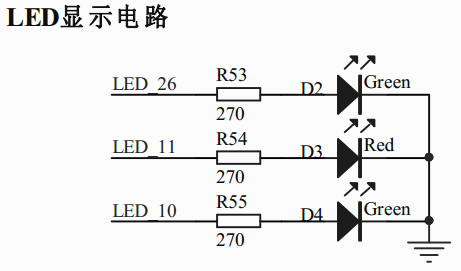 LED显示电路
R53
LED_26 D2 Green
270
R54
LED_11 D3 Red
270
R55
LED_10 D4 Green
270